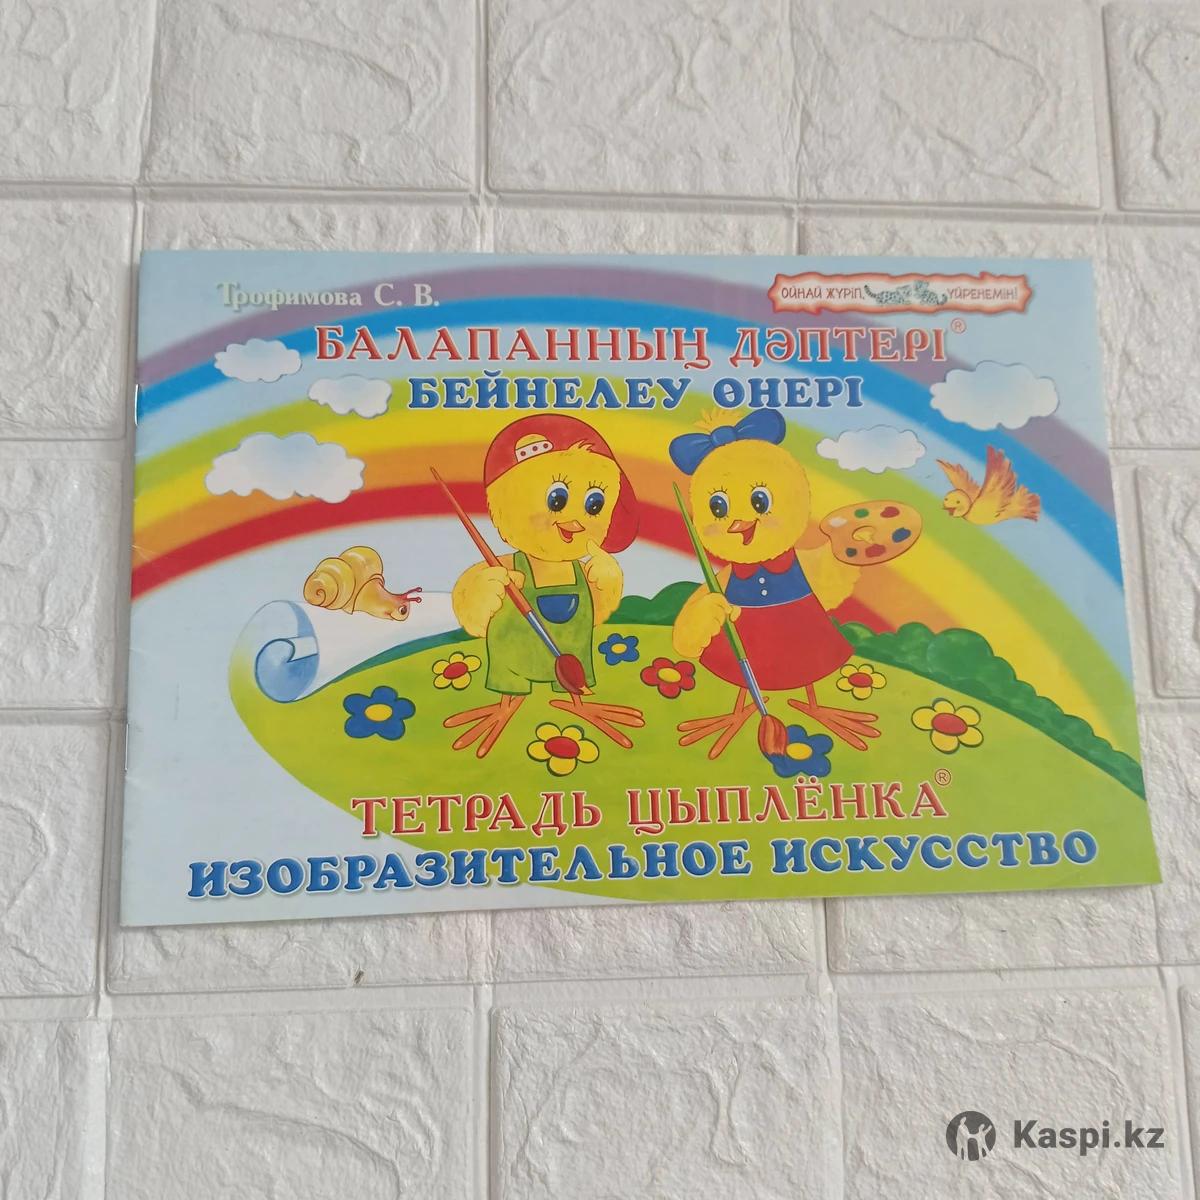 Трофимова С. В.
ОЙНАЙ ЖҮРІП, ҮЙРЕНЕМІН!
БАЛАПАННЫҢ ДӘПТЕРІ®
БЕЙНЕЛЕУ ӨНЕРІ
ТЕТРАДЬ ЦЫПЛЁНКА®
ИЗОБРАЗИТЕЛЬНОЕ ИСКУССТВО
Kaspi.kz